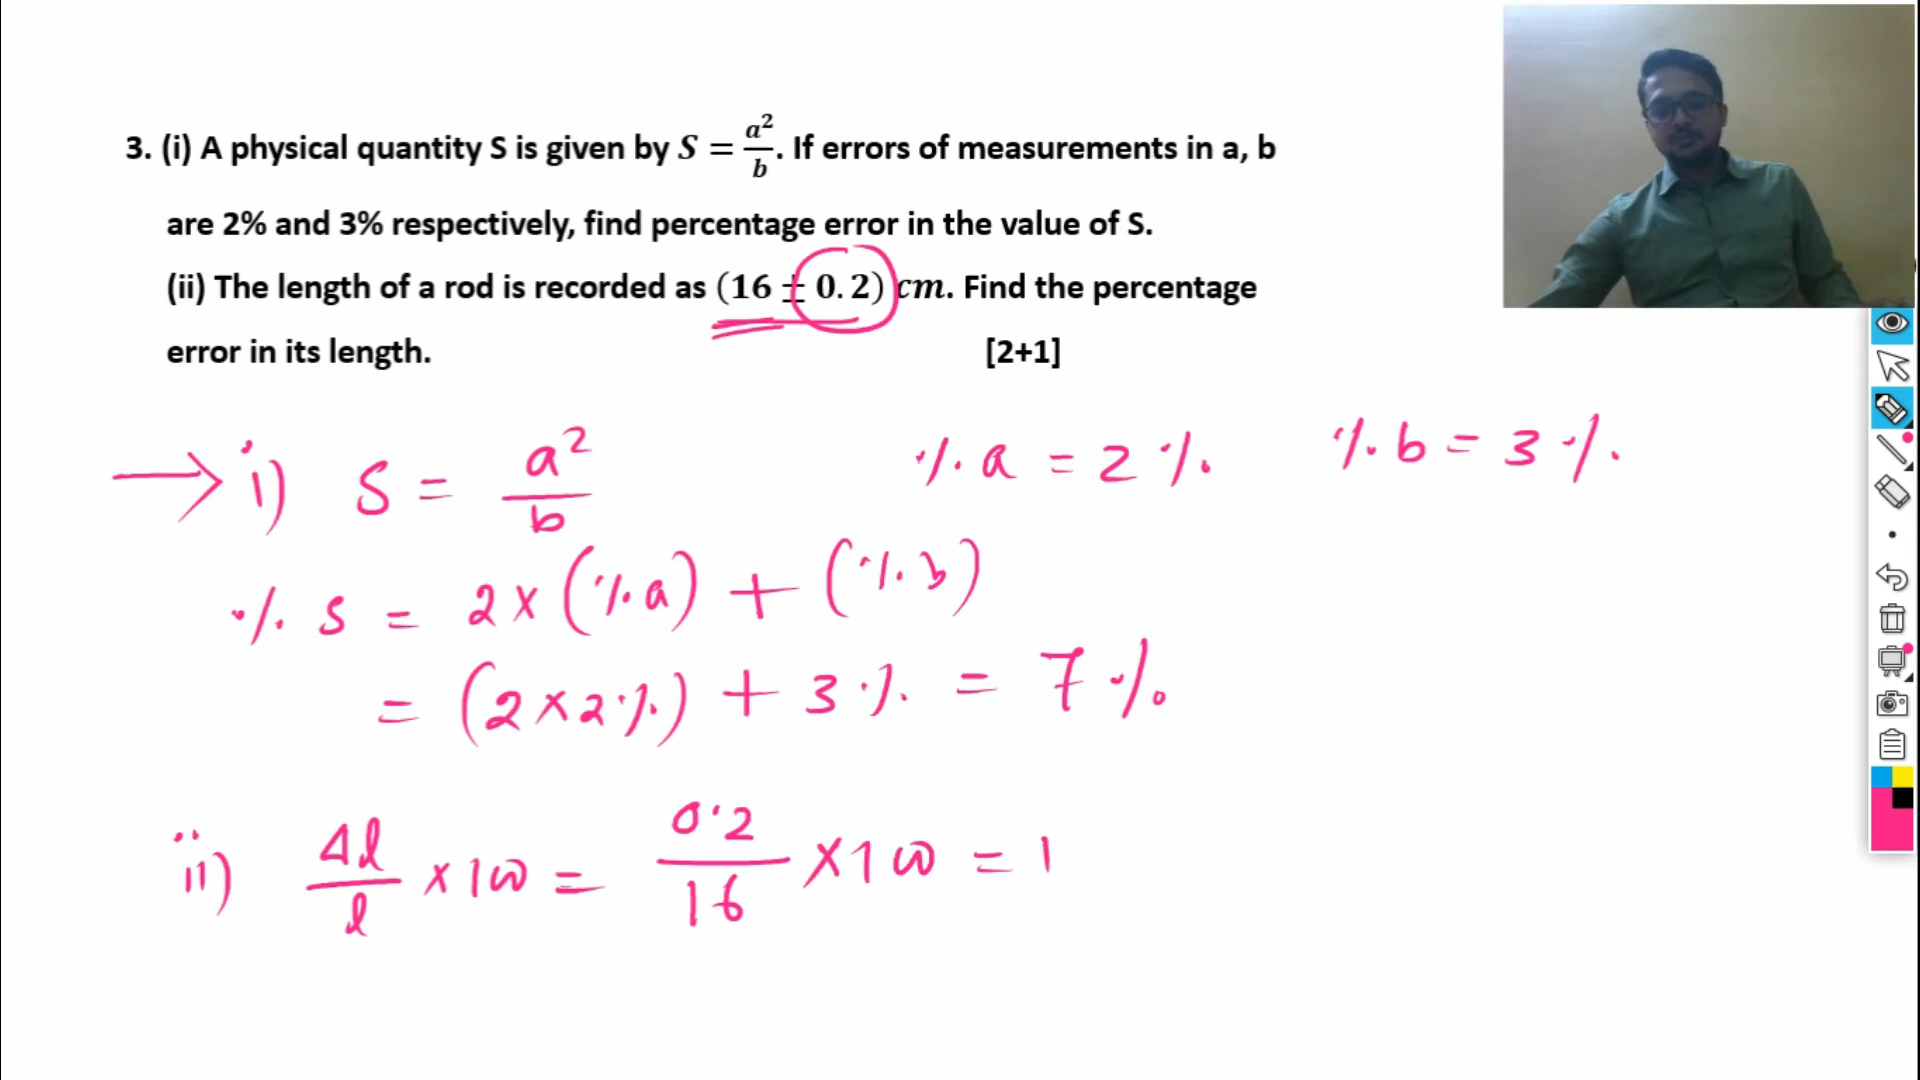 3. (i) A physical quantity S is given by S = a²/b. If errors of measurements in a, b
are 2% and 3% respectively, find percentage error in the value of S.
(ii) The length of a rod is recorded as (16 ± 0.2) cm. Find the percentage
error in its length. [2+1]
→ i) S = a²/b % a = 2 % % b = 3 %
% S = 2 × (% a) + (% b)
= (2 × 2 %) + 3 % = 7 %
ii) Δl/l × 100 = 0.2/16 × 100 = 1